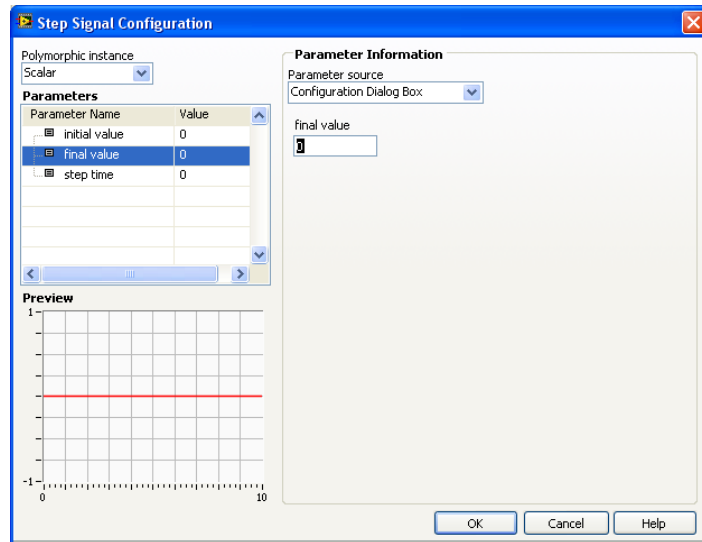 Step Signal Configuration
Polymorphic instance
Scalar
Parameters
Parameter Name Value
initial value 0
final value 0
step time 0
Preview
1
-1
0 10
Parameter Information
Parameter source
Configuration Dialog Box
final value
0
OK Cancel Help